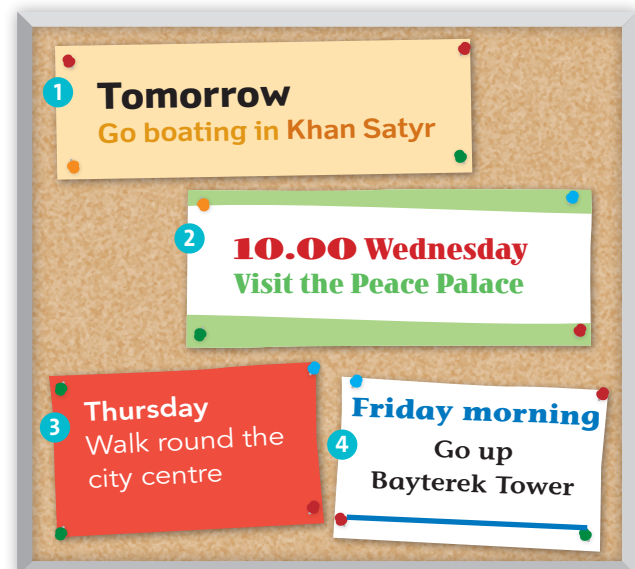 1
Tomorrow
Go boating in Khan Satyr
2
10.00 Wednesday
Visit the Peace Palace
3
Thursday
Walk round the
city centre
4
Friday morning
Go up
Bayterek Tower